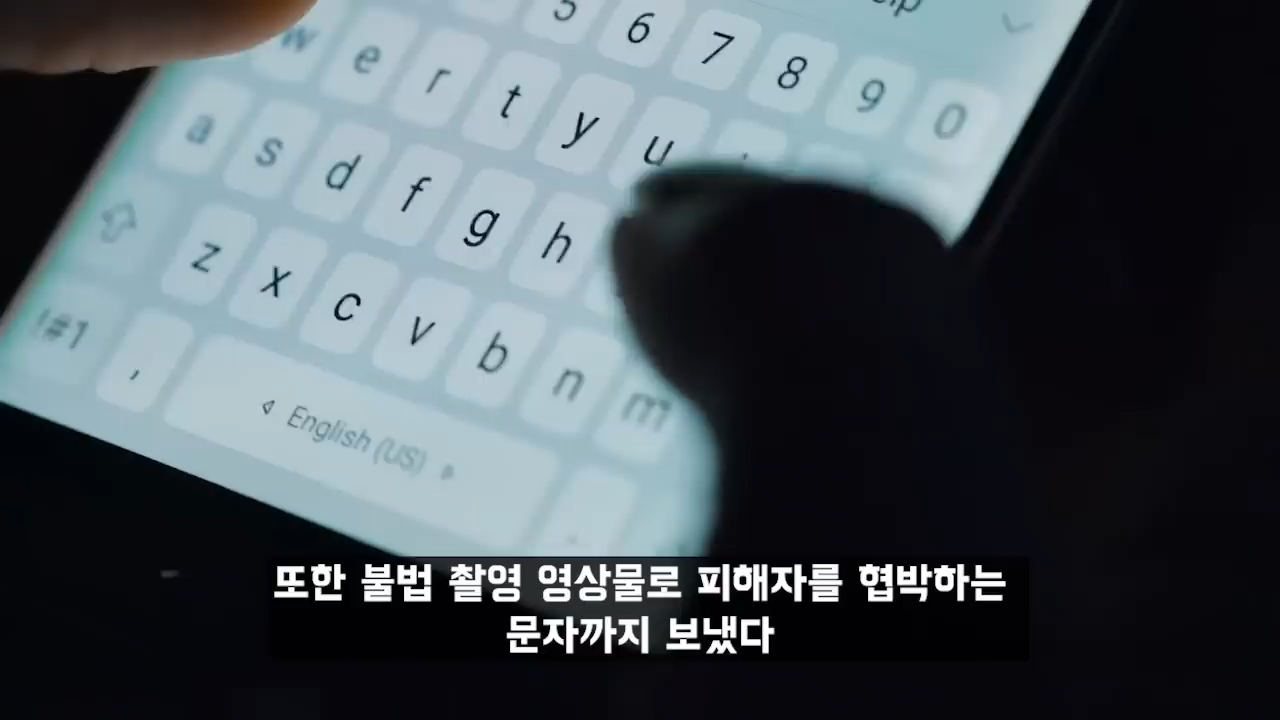 5 6 7 8 9 0
w e r t y u
a s d f g h
z x c v b n m
!#1 , English (US) .
또한 불법 촬영 영상물로 피해자를 협박하는
문자까지 보냈다